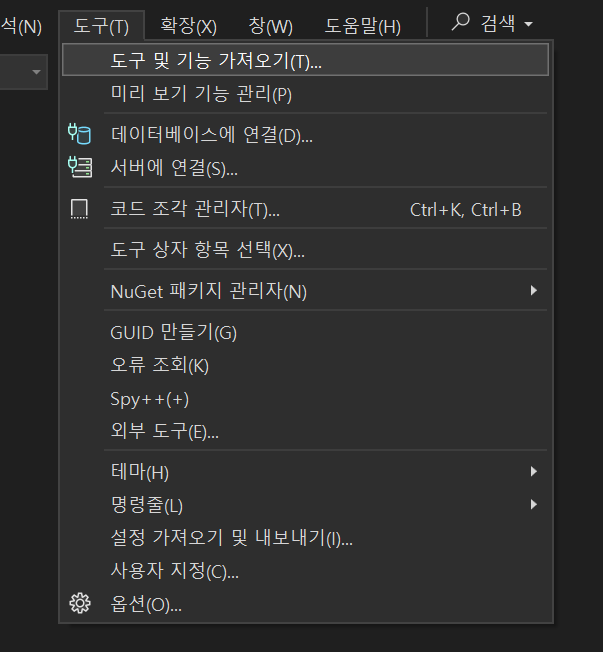 석(N) 도구(T) 확장(X) 창(W) 도움말(H) 검색
도구 및 기능 가져오기(T)...
미리 보기 기능 관리(P)
데이터베이스에 연결(D)...
서버에 연결(S)...
코드 조각 관리자(T)... Ctrl+K, Ctrl+B
도구 상자 항목 선택(X)...
NuGet 패키지 관리자(N)
GUID 만들기(G)
오류 조회(K)
Spy++(+)
외부 도구(E)...
테마(H)
명령줄(L)
설정 가져오기 및 내보내기(I)...
사용자 지정(C)...
옵션(O)...